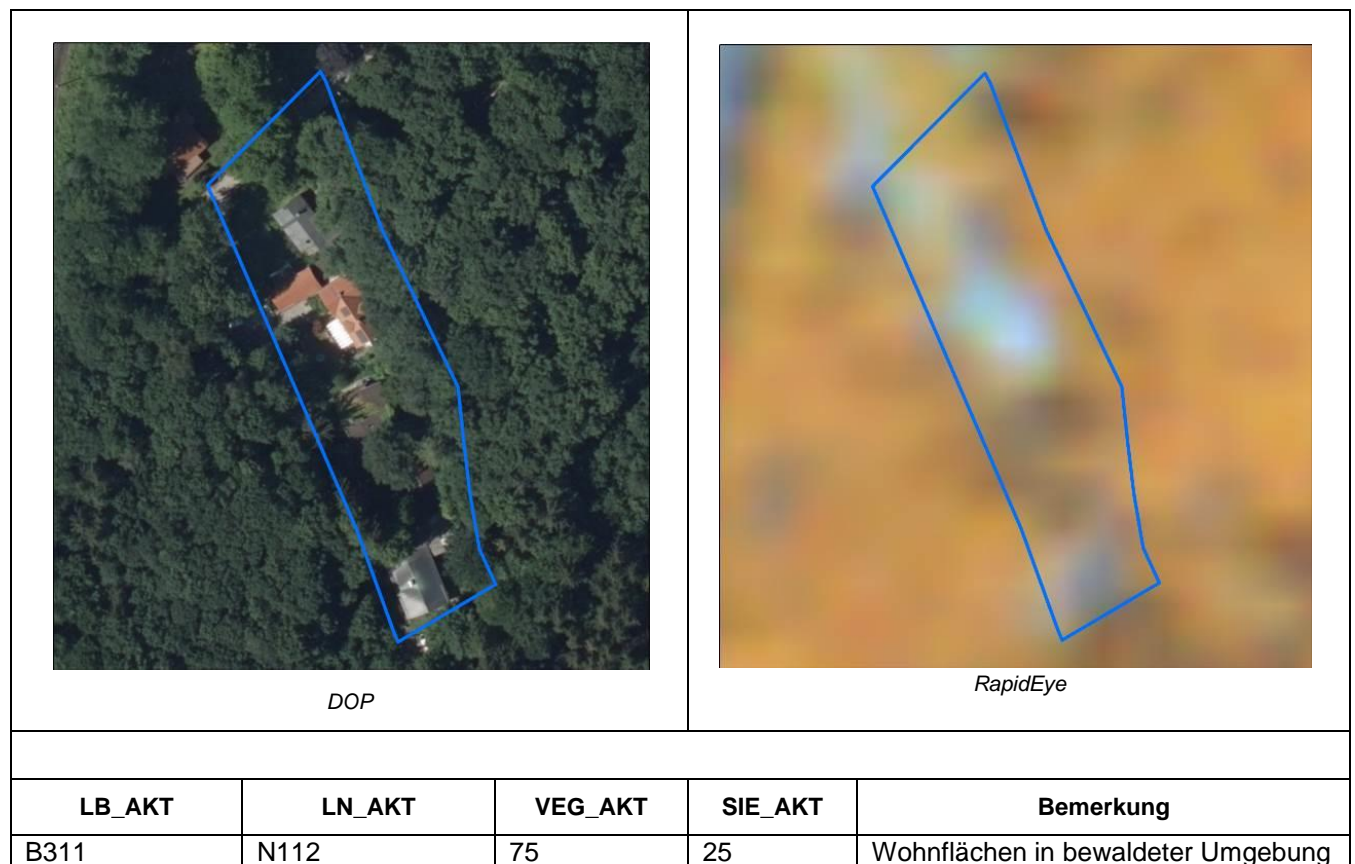 DOP
RapidEye
LB_AKT LN_AKT VEG_AKT SIE_AKT Bemerkung
B311 N112 75 25 Wohnflächen in bewaldeter Umgebung